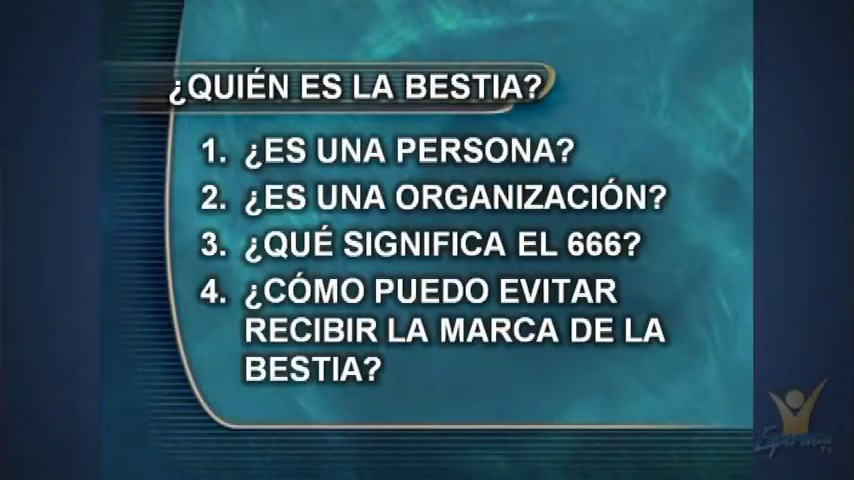 ¿QUIÉN ES LA BESTIA?
1. ¿ES UNA PERSONA?
2. ¿ES UNA ORGANIZACIÓN?
3. ¿QUÉ SIGNIFICA EL 666?
4. ¿CÓMO PUEDO EVITAR
RECIBIR LA MARCA DE LA
BESTIA?
TV